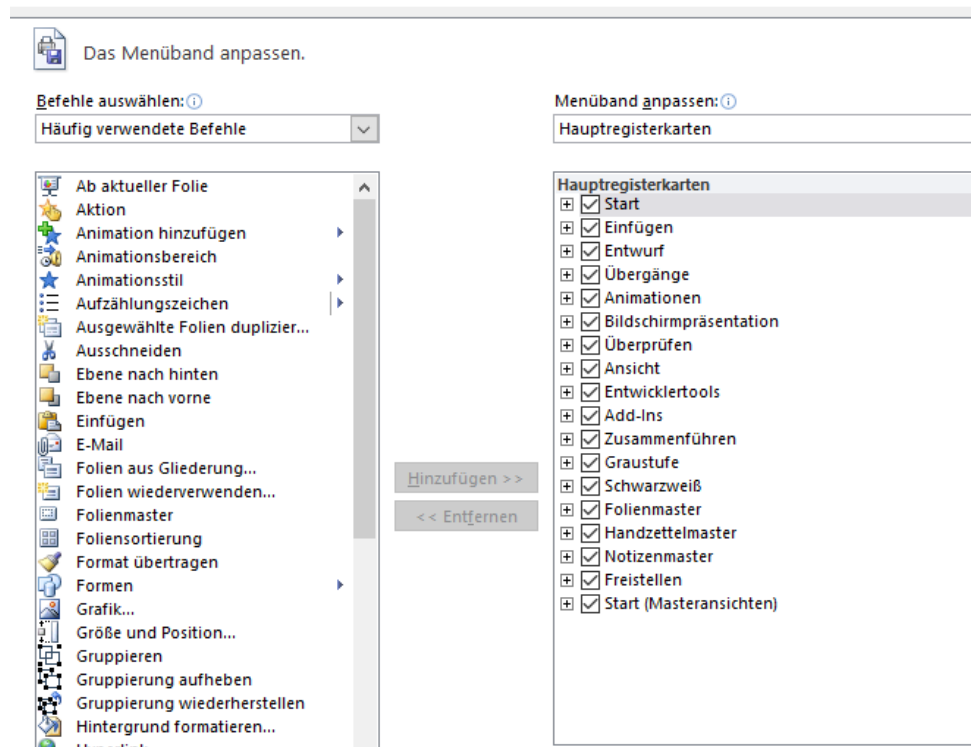 Das Menüband anpassen.
Befehle auswählen:
Häufig verwendete Befehle
Ab aktueller Folie
Aktion
Animation hinzufügen
Animationsbereich
Animationsstil
Aufzählungszeichen
Ausgewählte Folien duplizier...
Ausschneiden
Ebene nach hinten
Ebene nach vorne
Einfügen
E-Mail
Folien aus Gliederung...
Folien wiederverwenden...
Folienmaster
Foliensortierung
Format übertragen
Formen
Grafik...
Größe und Position...
Gruppieren
Gruppierung aufheben
Gruppierung wiederherstellen
Hintergrund formatieren...
Hinzufügen >>
<< Entfernen
Menüband anpassen:
Hauptregisterkarten
Hauptregisterkarten
Start
Einfügen
Entwurf
Übergänge
Animationen
Bildschirmpräsentation
Überprüfen
Ansicht
Entwicklertools
Add-Ins
Zusammenführen
Graustufe
Schwarzweiß
Folienmaster
Handzettelmaster
Notizenmaster
Freistellen
Start (Masteransichten)